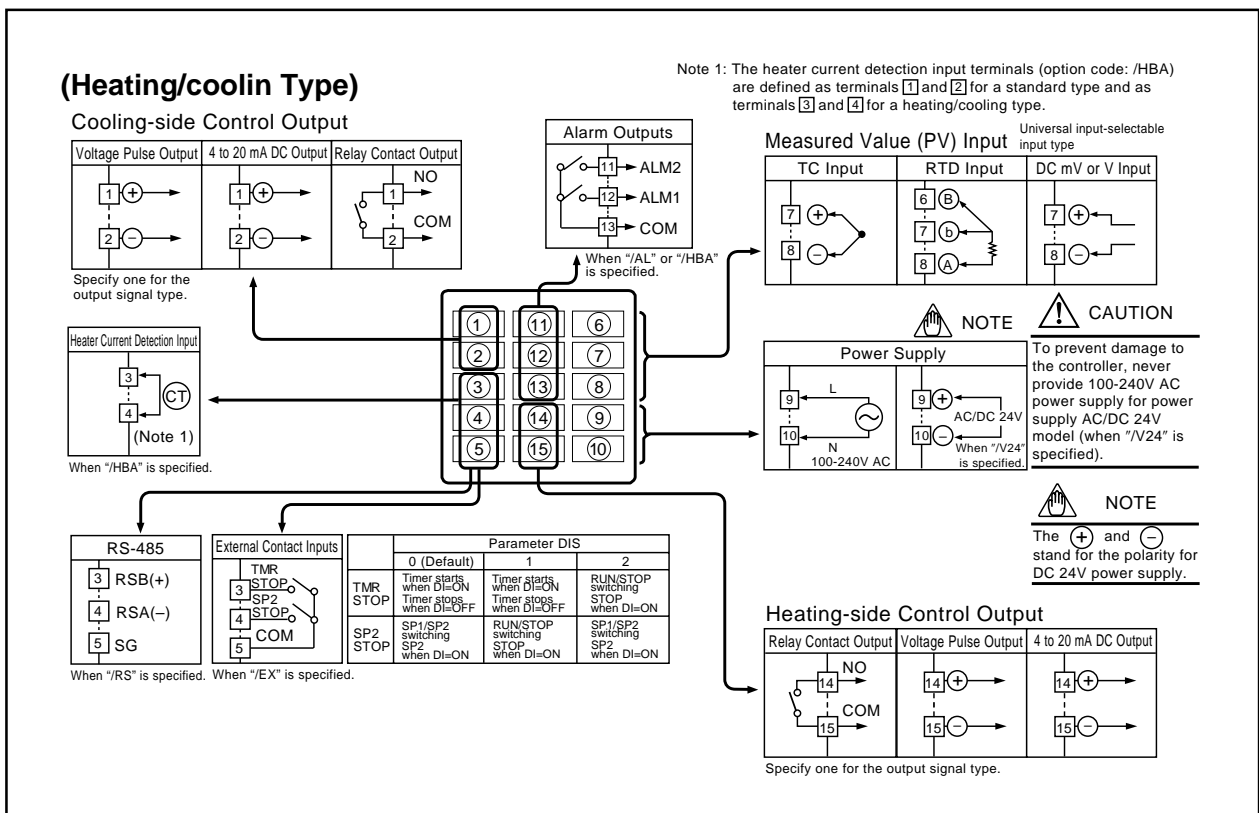 (Heating/coolin Type)
Note 1: The heater current detection input terminals (option code: /HBA)
are defined as terminals 1 and 2 for a standard type and as
terminals 3 and 4 for a heating/cooling type.
Cooling-side Control Output
Voltage Pulse Output 4 to 20 mA DC Output Relay Contact Output
1 +
2 −
1 +
2 −
NO
1
COM
2
Specify one for the
output signal type.
Alarm Outputs
11 ALM2
12 ALM1
13 COM
When “/AL” or “/HBA”
is specified.
Measured Value (PV) Input
Universal input-selectable
input type
TC Input RTD Input DC mV or V Input
7 +
8 −
6 B
7 b
8 A
7 +
8 −
Heater Current Detection Input
3
CT
4
(Note 1)
When “/HBA” is specified.
1 11 6
2 12 7
3 13 8
4 14 9
5 15 10
NOTE
Power Supply
9 L
10 N
100-240V AC
9 +
AC/DC 24V
10 −
When "/V24"
is specified.
CAUTION
To prevent damage to
the controller, never
provide 100-240V AC
power supply for power
supply AC/DC 24V
model (when "/V24" is
specified).
NOTE
The + and −
stand for the polarity for
DC 24V power supply.
RS-485
3 RSB(+)
4 RSA(−)
5 SG
When “/RS” is specified.
External Contact Inputs
TMR
STOP
3
SP2
STOP
4
COM
5
When “/EX” is specified.
Parameter DIS
0 (Default) 1 2
TMR
STOP
Timer starts
when DI=ON
Timer stops
when DI=OFF
Timer starts
when DI=ON
Timer stops
when DI=OFF
RUN/STOP
switching
STOP
when DI=ON
SP2
STOP
SP1/SP2
switching
SP2
when DI=ON
RUN/STOP
switching
STOP
when DI=ON
SP1/SP2
switching
SP2
when DI=ON
Heating-side Control Output
Relay Contact Output Voltage Pulse Output 4 to 20 mA DC Output
NO
14
COM
15
14 +
15 −
14 +
15 −
Specify one for the output signal type.